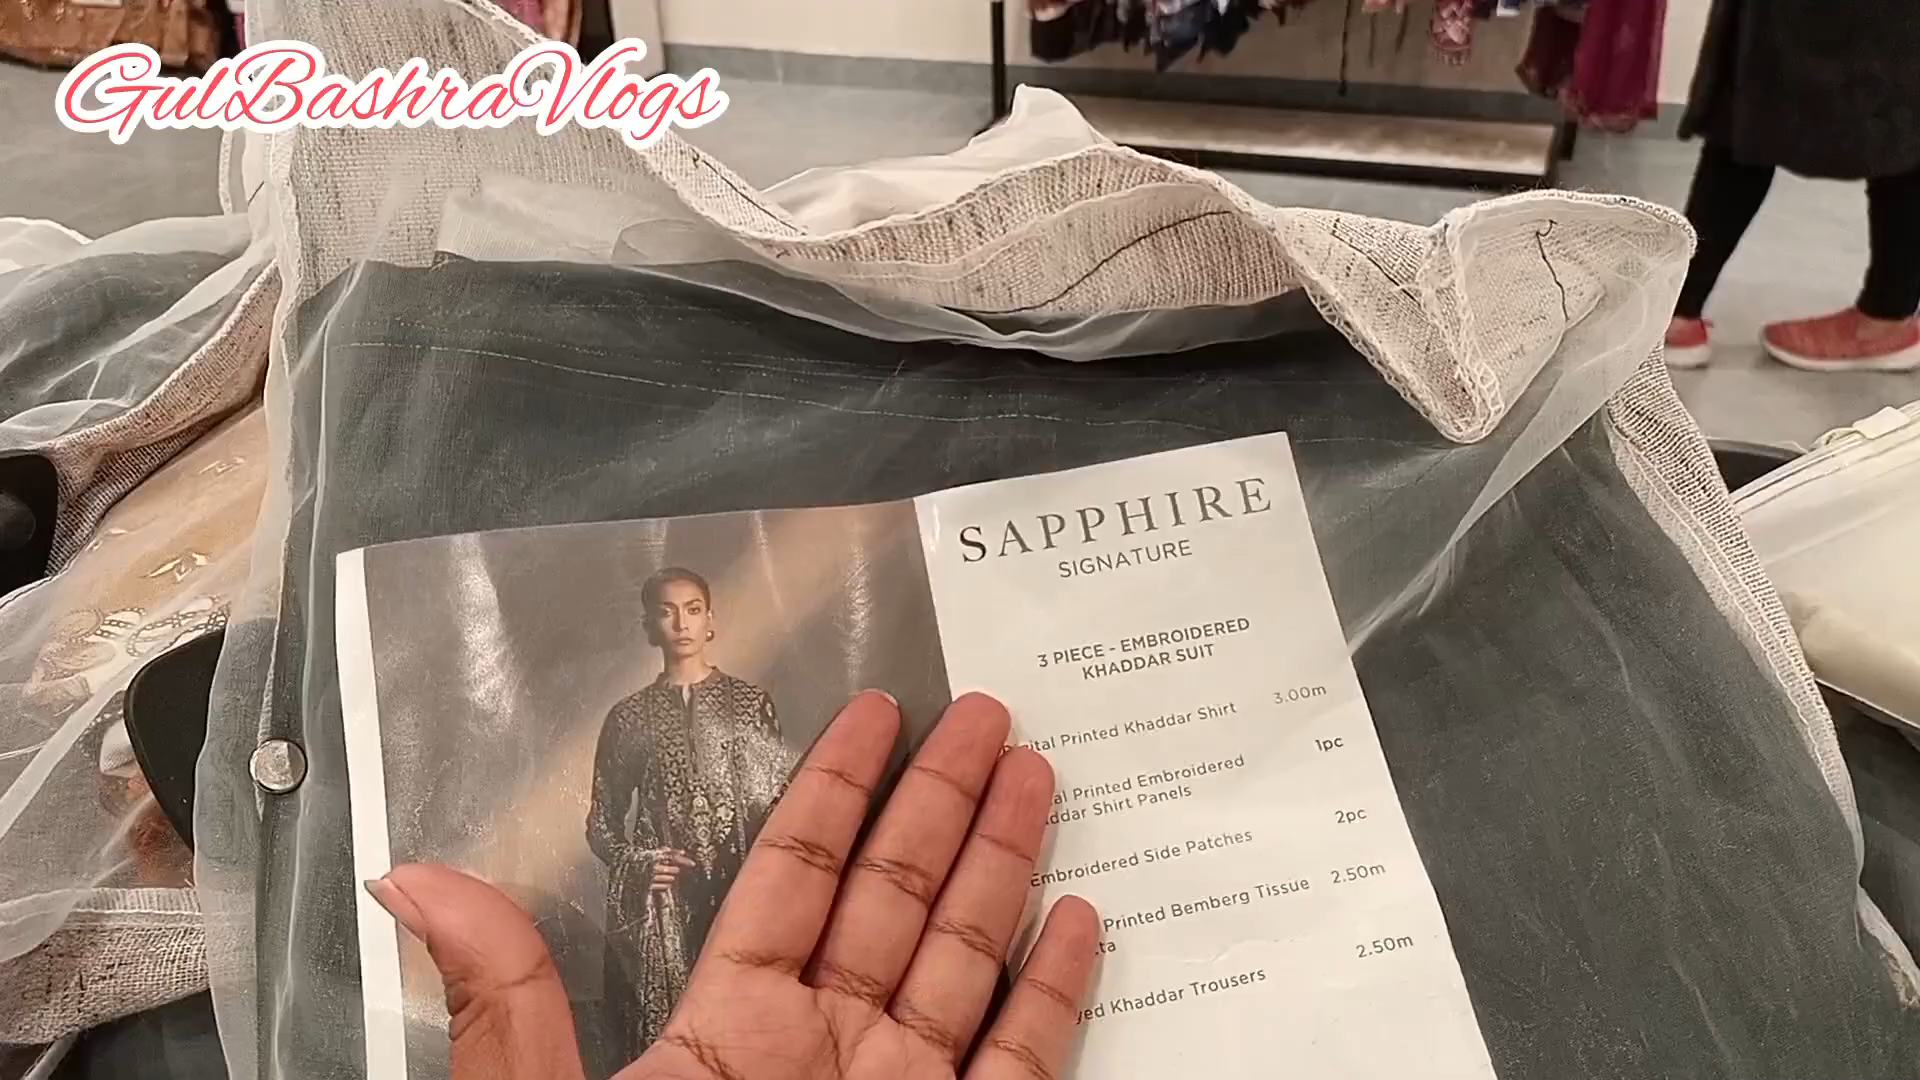 GulBashraVlogs
SAPPHIRE
SIGNATURE
3 PIECE - EMBROIDERED
KHADDAR SUIT
Printed Khaddar Shirt 3.00m
Printed Embroidered 1pc
Shirt Panels
Embroidered Side Patches 2pc
Printed Bemberg Tissue 2.50m
Khaddar Trousers 2.50m